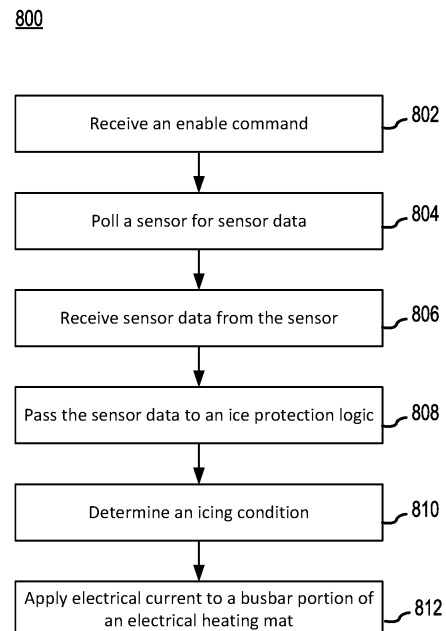 800
Receive an enable command
802
Poll a sensor for sensor data
804
Receive sensor data from the sensor
806
Pass the sensor data to an ice protection logic
808
Determine an icing condition
810
Apply electrical current to a busbar portion of
an electrical heating mat
812